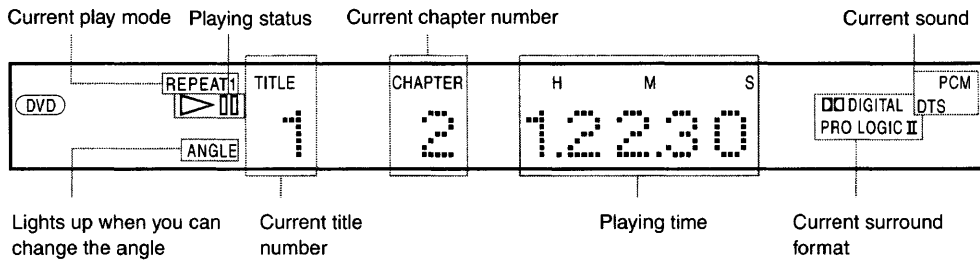 Current play mode
Playing status
Current chapter number
Current sound
REPEAT1
TITLE
CHAPTER
H M S
PCM
DVD
DIGITAL
DTS
1
2
1.22.30
PRO LOGIC II
ANGLE
Lights up when you can
change the angle
Current title
number
Playing time
Current surround
format